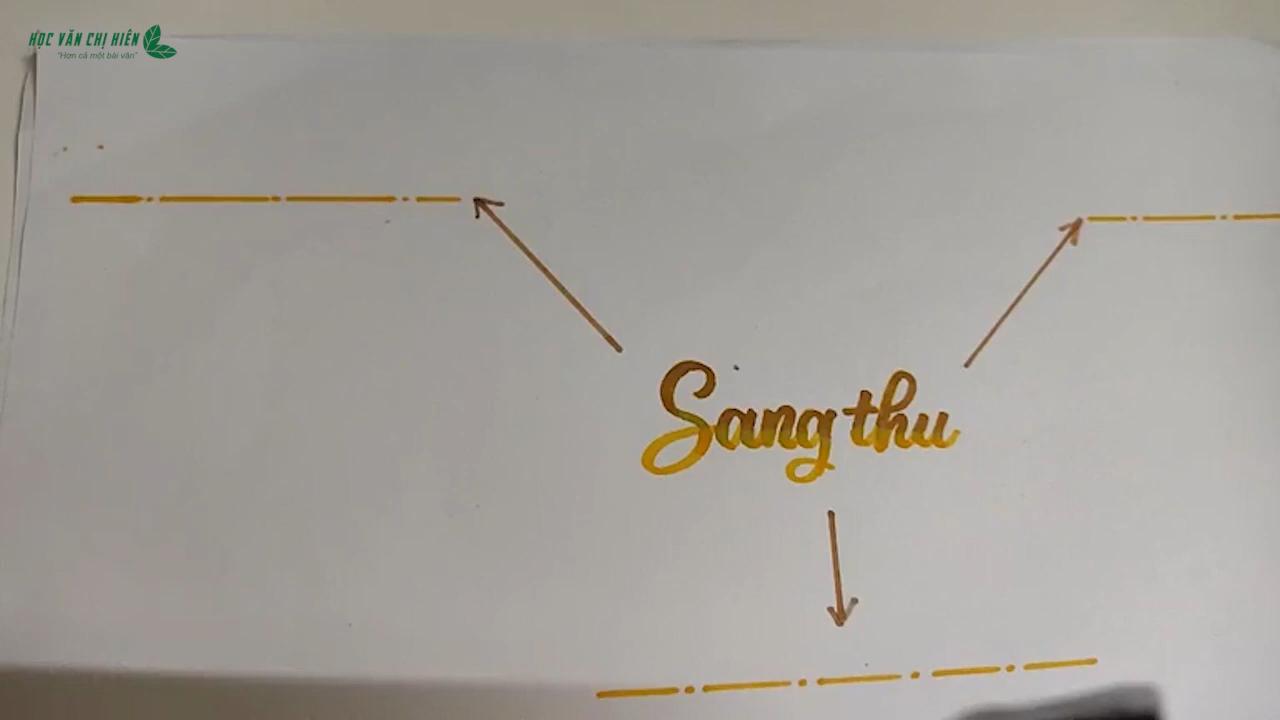 HỌC VĂN CHỊ HIÊN
"Hơn cả một bài văn"
Sang thu